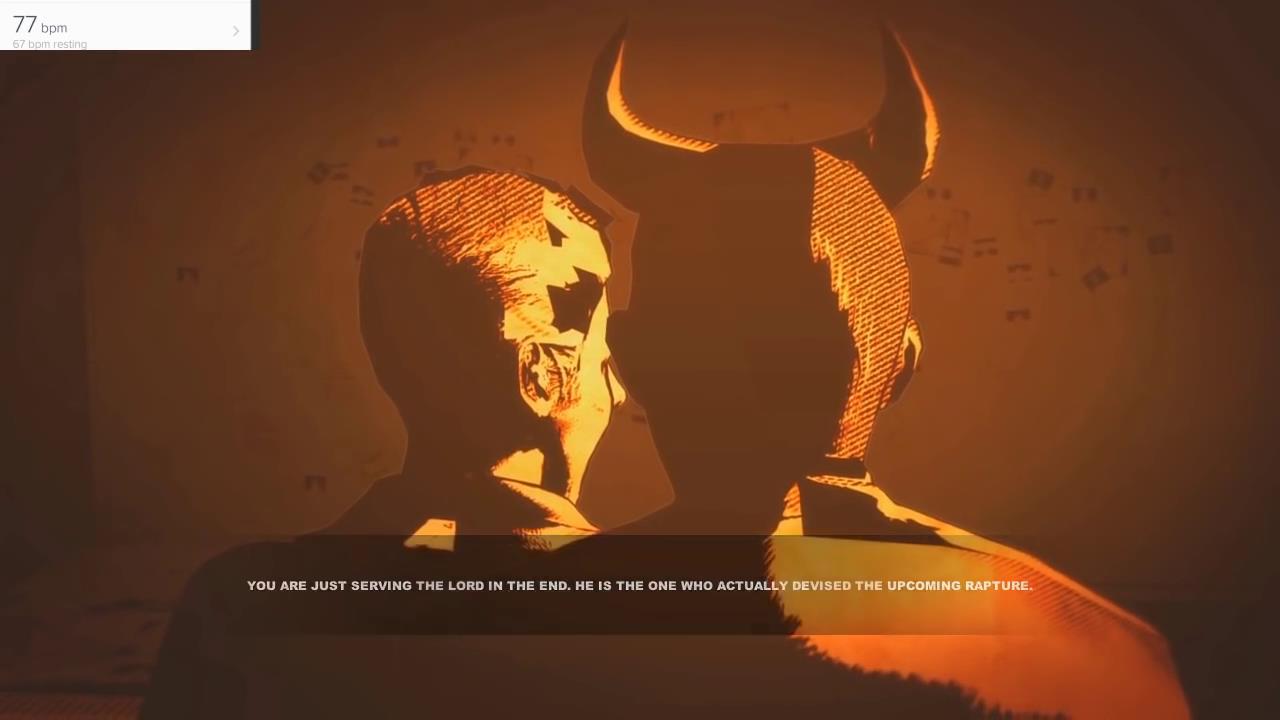 77 bpm
67 bpm resting
YOU ARE JUST SERVING THE LORD IN THE END. HE IS THE ONE WHO ACTUALLY DEVISED THE UPCOMING RAPTURE.